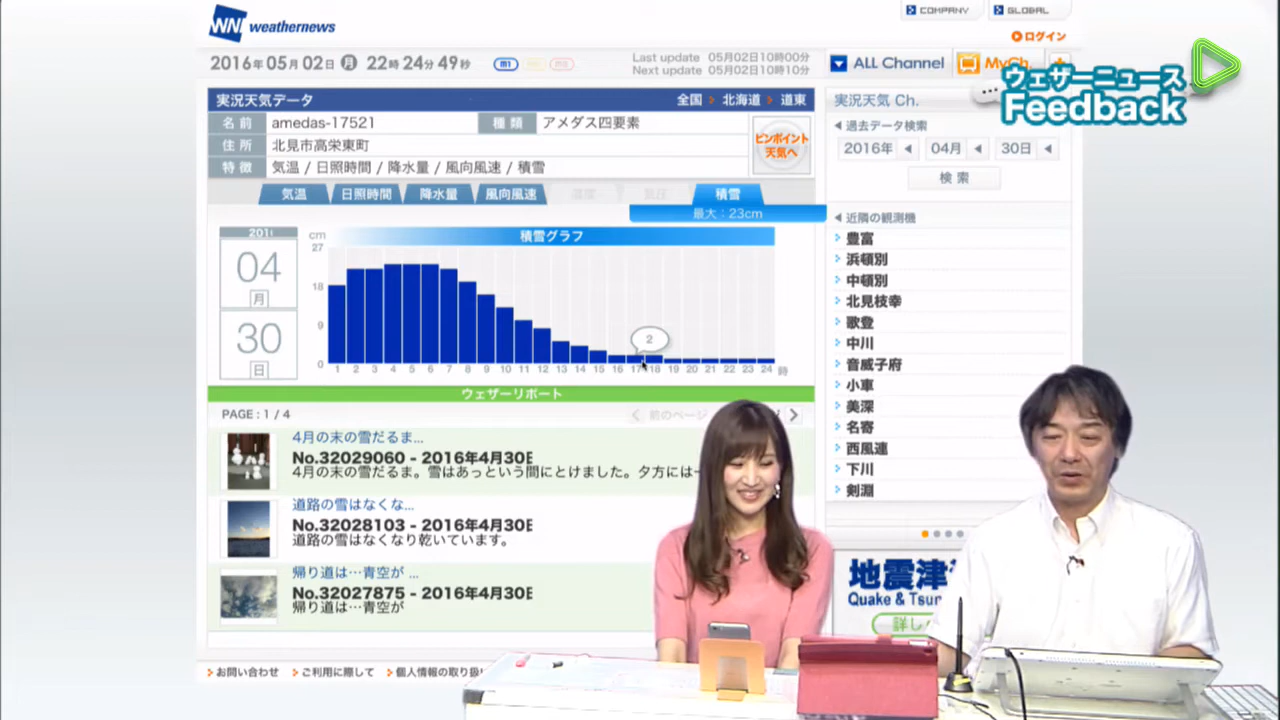 WN weathernews
COMPANY
GLOBAL
ログイン
2016年05月02日 月 22時24分49秒
m1
Last update 05月02日10時00分
Next update 05月02日10時10分
ALL Channel
MyCh.
ウェザーニュース
Feedback
実況天気データ
全国 北海道 道東
名前 amedas-17521 種類 アメダス四要素
住所 北見市高栄東町
特徴 気温 / 日照時間 / 降水量 / 風向風速 / 積雪
ピンポイント
天気へ
気温 日照時間 降水量 風向風速 積雪
最大：23cm
実況天気 Ch.
過去データ検索
2016年 04月 30日
検索
近隣の観測機
豊富
浜頓別
中頓別
北見枝幸
歌登
中川
音威子府
小車
美深
名寄
西風連
下川
剣淵
04
月
30
日
積雪グラフ
cm
27
18
9
0
2
1 2 3 4 5 6 7 8 9 10 11 12 13 14 15 16 17 18 19 20 21 22 23 24 時
ウェザーリポート
PAGE : 1 / 4
前のページ
4月の末の雪だるま...
No.32029060 - 2016年4月30日
4月の末の雪だるま。雪はあっという間にとけました。夕方には
道路の雪はなくな...
No.32028103 - 2016年4月30日
道路の雪はなくなり乾いています。
帰り道は…青空が ...
No.32027875 - 2016年4月30日
帰り道は…青空が
地震津
Quake & Tsun
詳し
お問い合わせ ご利用に際して 個人情報の取り扱